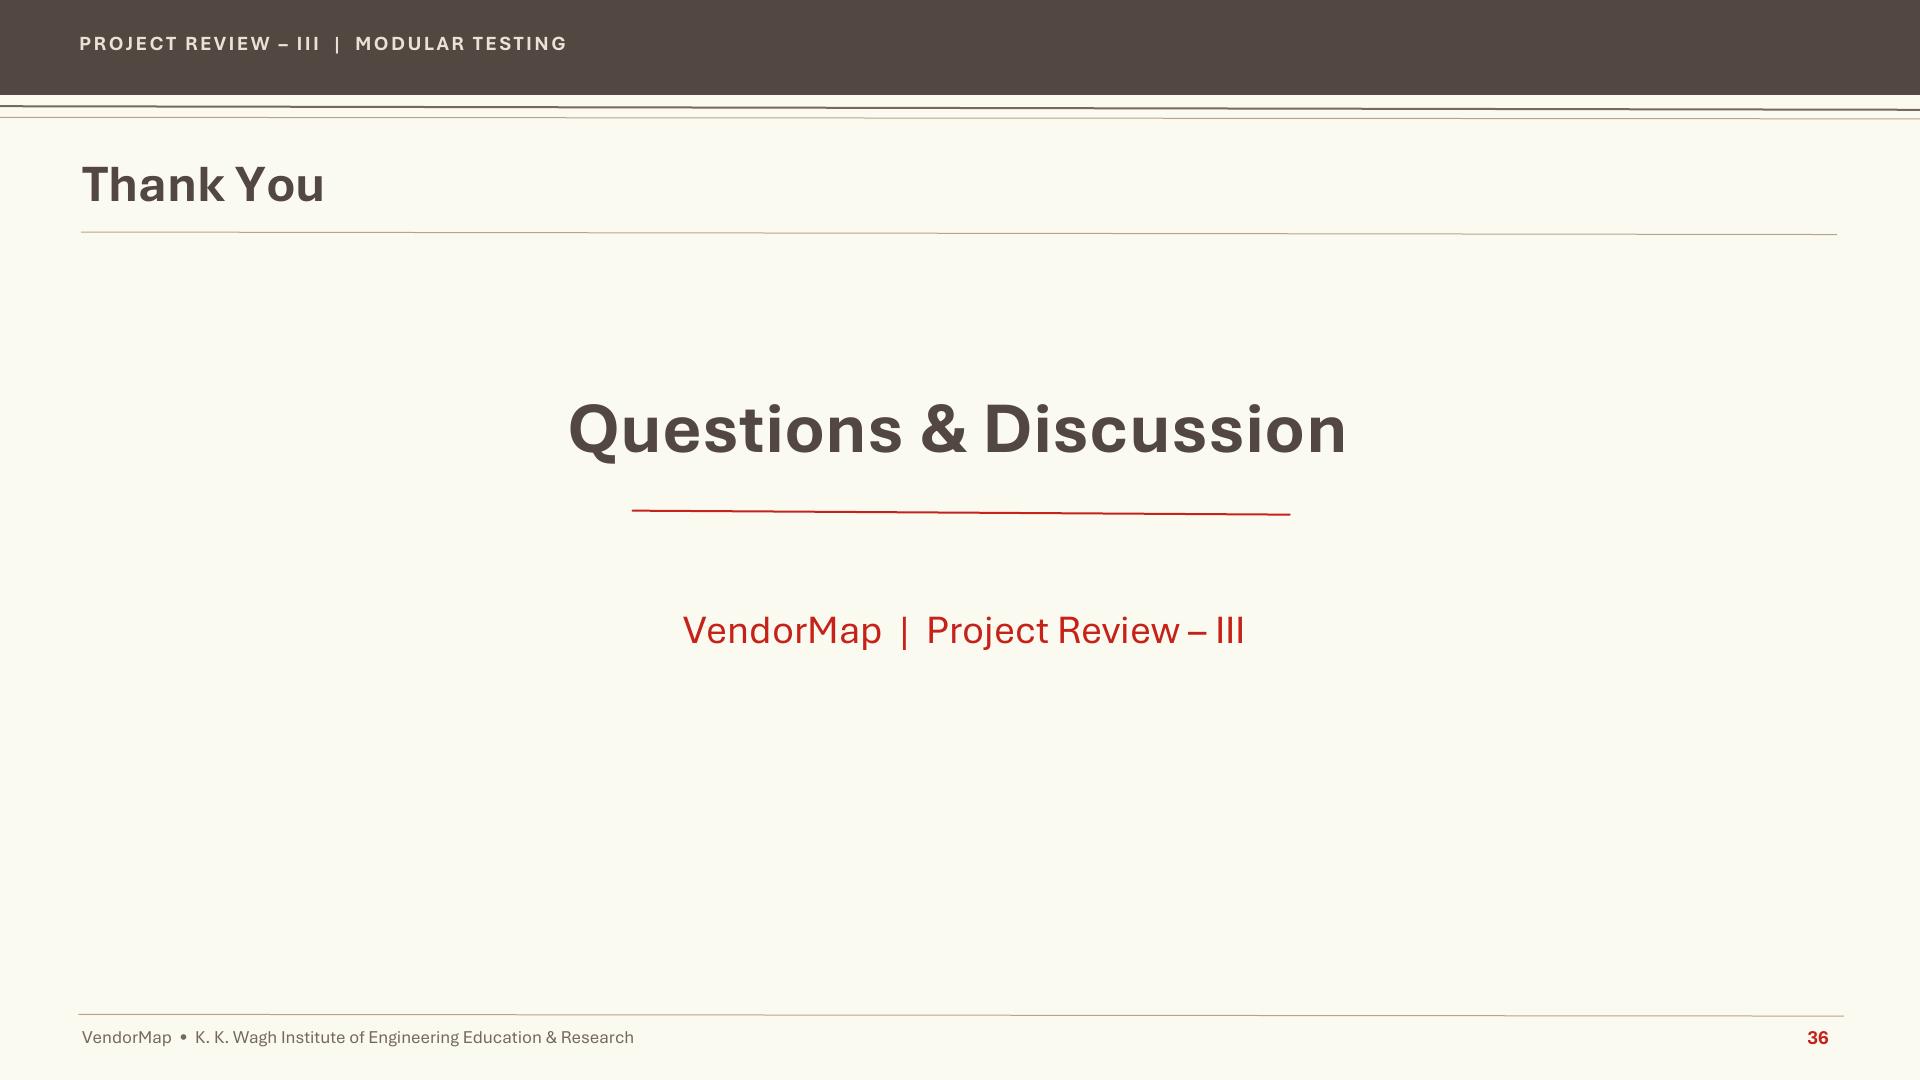 PROJECT REVIEW – III | MODULAR TESTING
Thank You
Questions & Discussion
VendorMap | Project Review – III
VendorMap • K. K. Wagh Institute of Engineering Education & Research
36